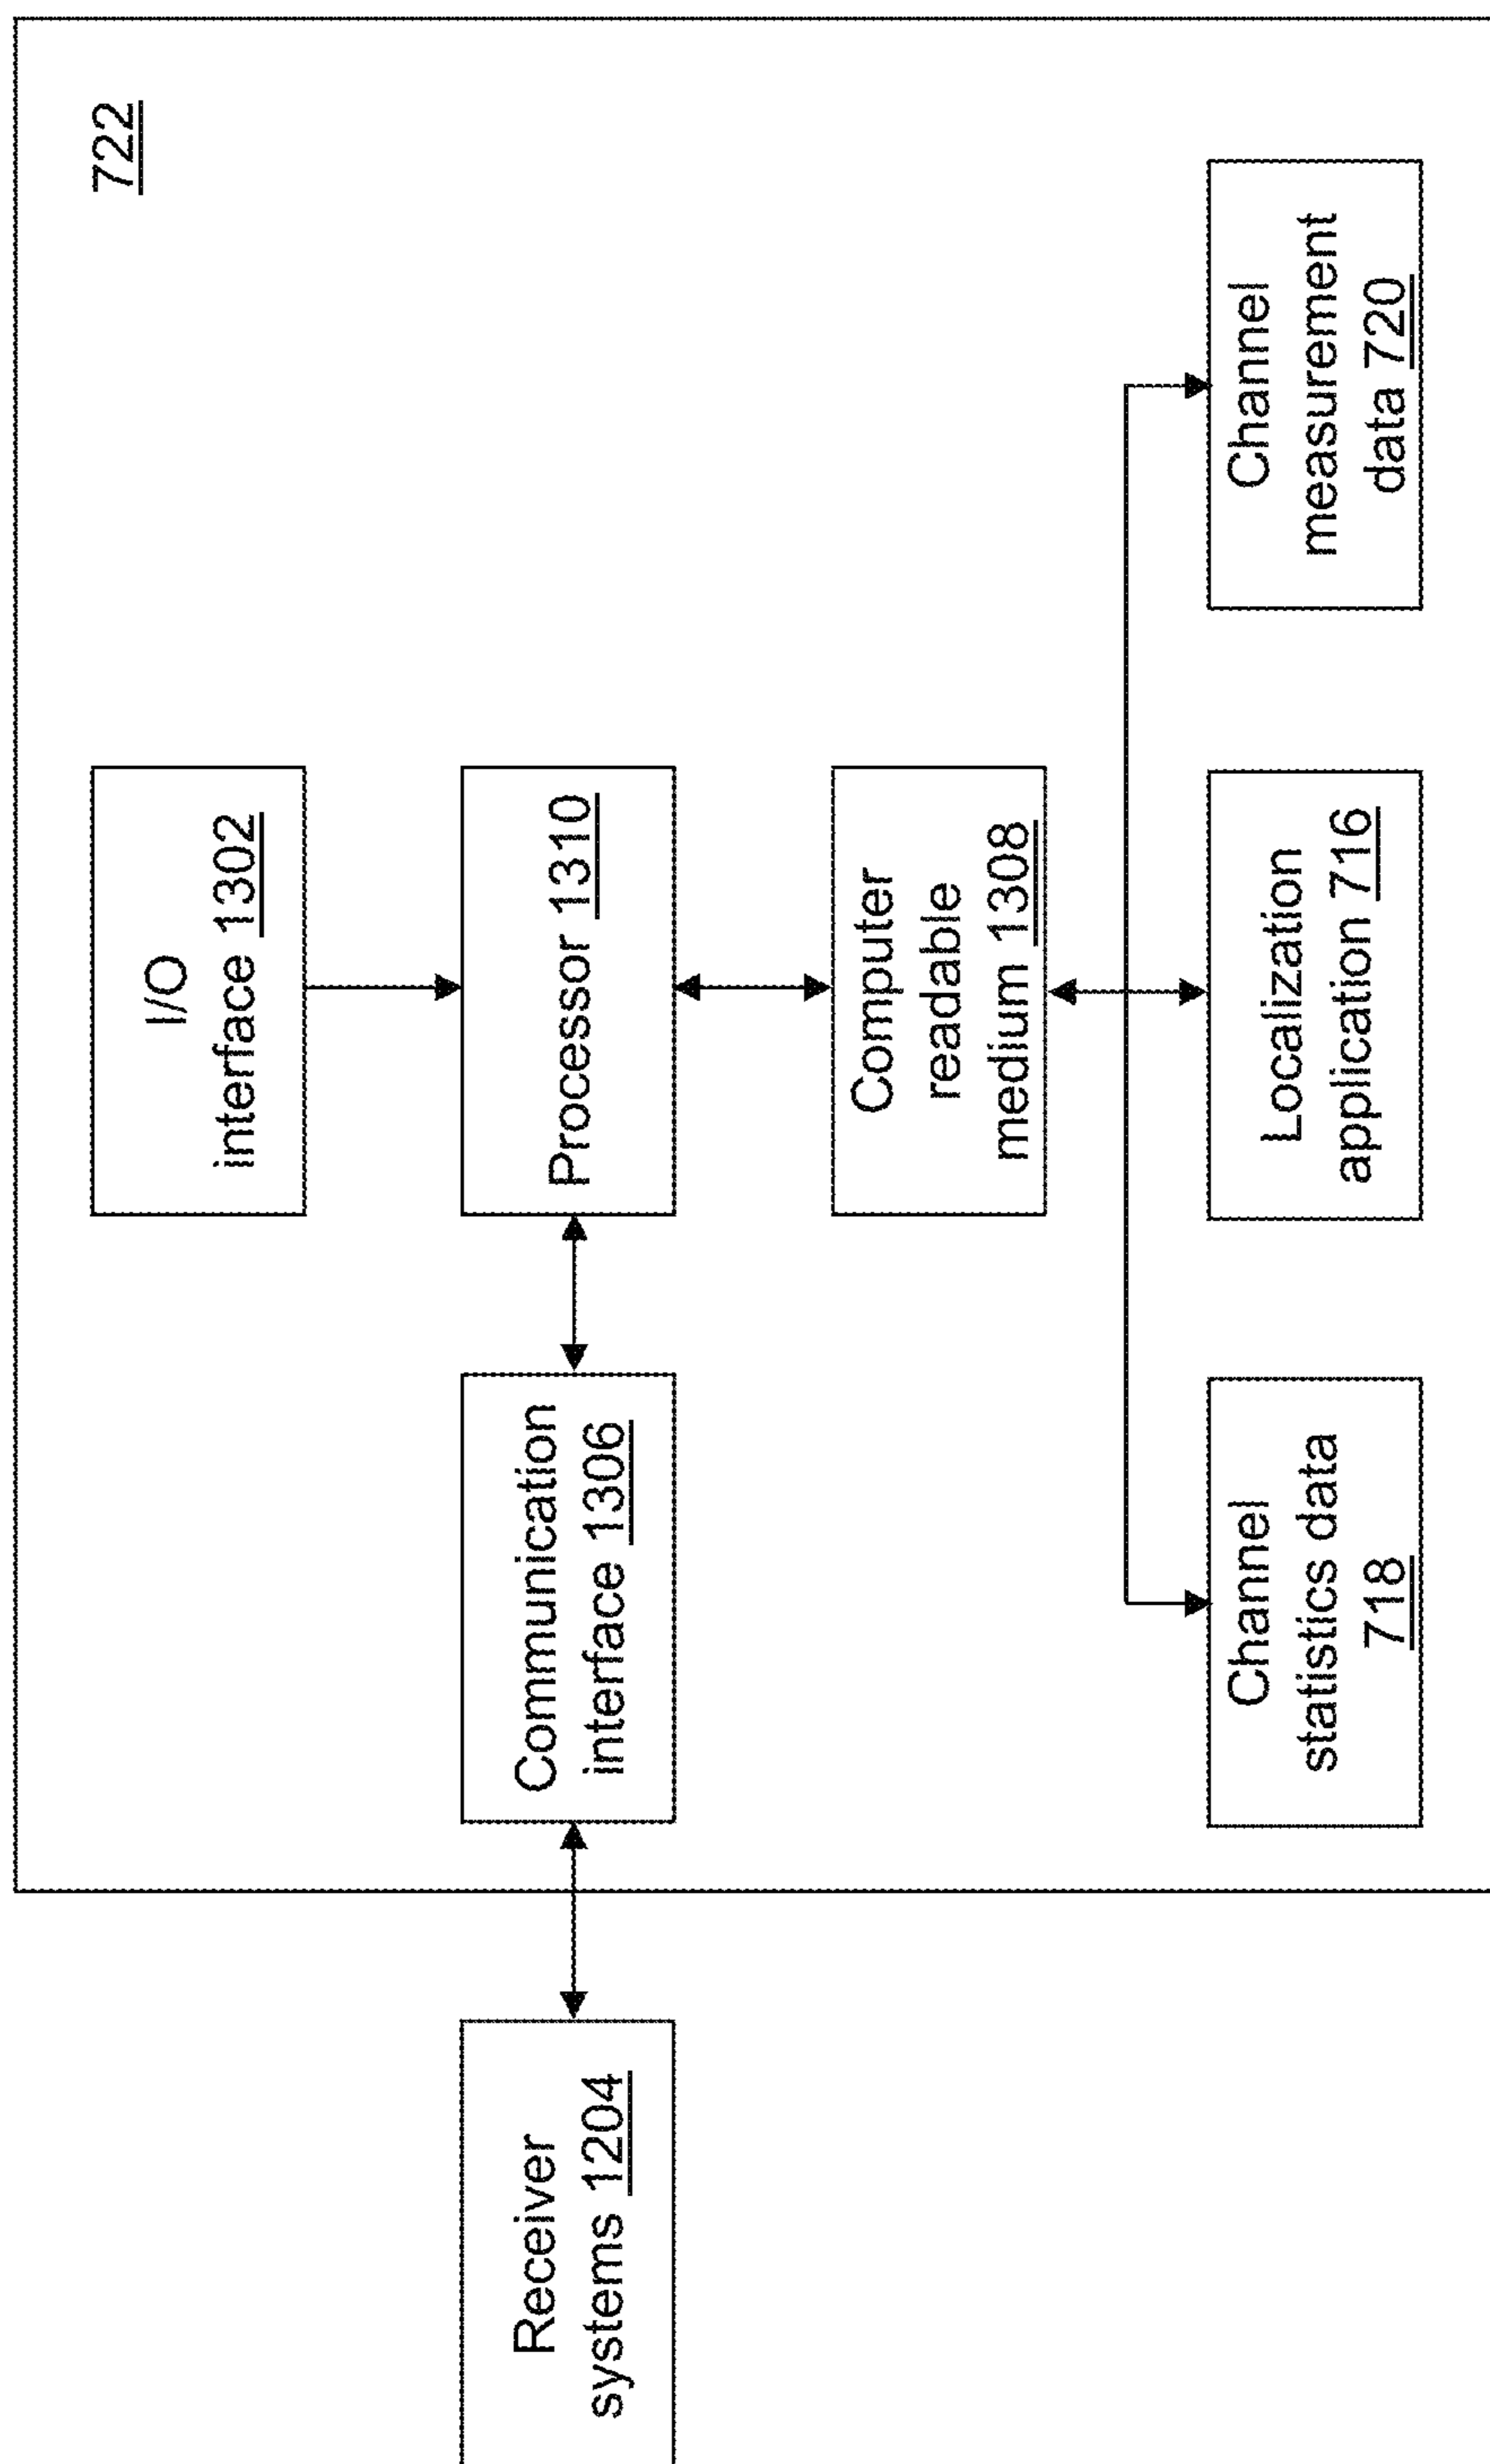 722
I/O
interface 1302
Receiver
systems 1204
Communication
interface 1306
Processor 1310
Computer
readable
medium 1308
Channel
statistics data
718
Localization
application 716
Channel
measurement
data 720